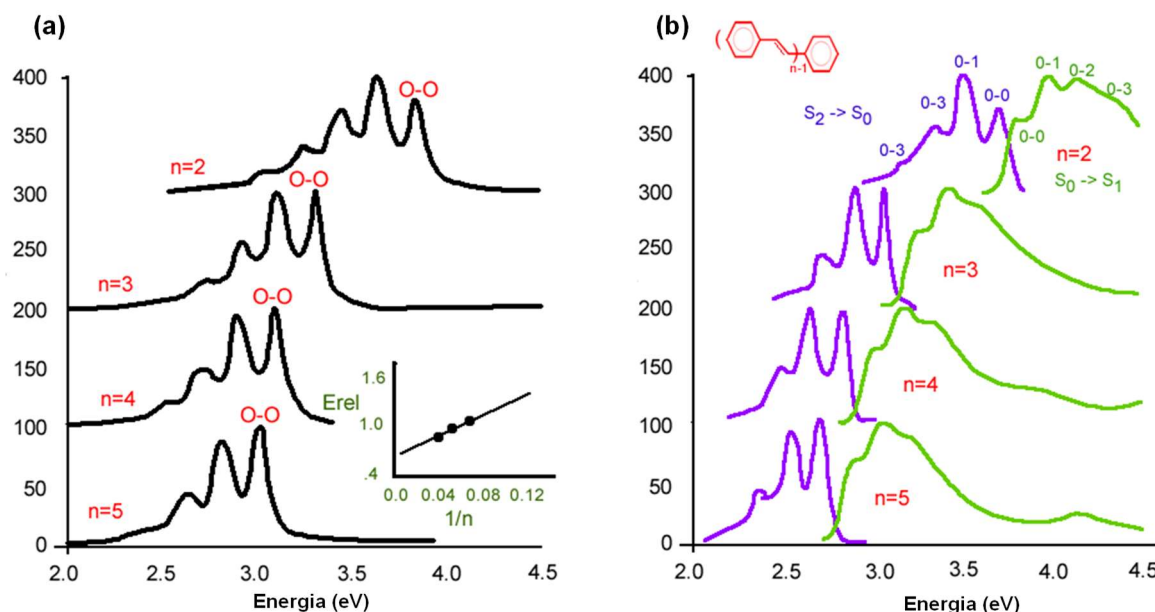 (a)
400
350
300
250
200
150
100
50
0
2.0 2.5 3.0 3.5 4.0 4.5
Energia (eV)
n=2
O-O
n=3
O-O
n=4
O-O
n=5
O-O
Erel
1.6
1.0
.4
0.0 0.04 0.08 0.12
1/n
(b)
( ) n-1
400
350
300
250
200
150
100
50
0
2.0 2.5 3.0 3.5 4.0 4.5
Energia (eV)
S2 -> S0
0-3
0-3
0-1
0-0
0-0
0-1
0-2
0-3
n=2
S0 -> S1
n=3
n=4
n=5